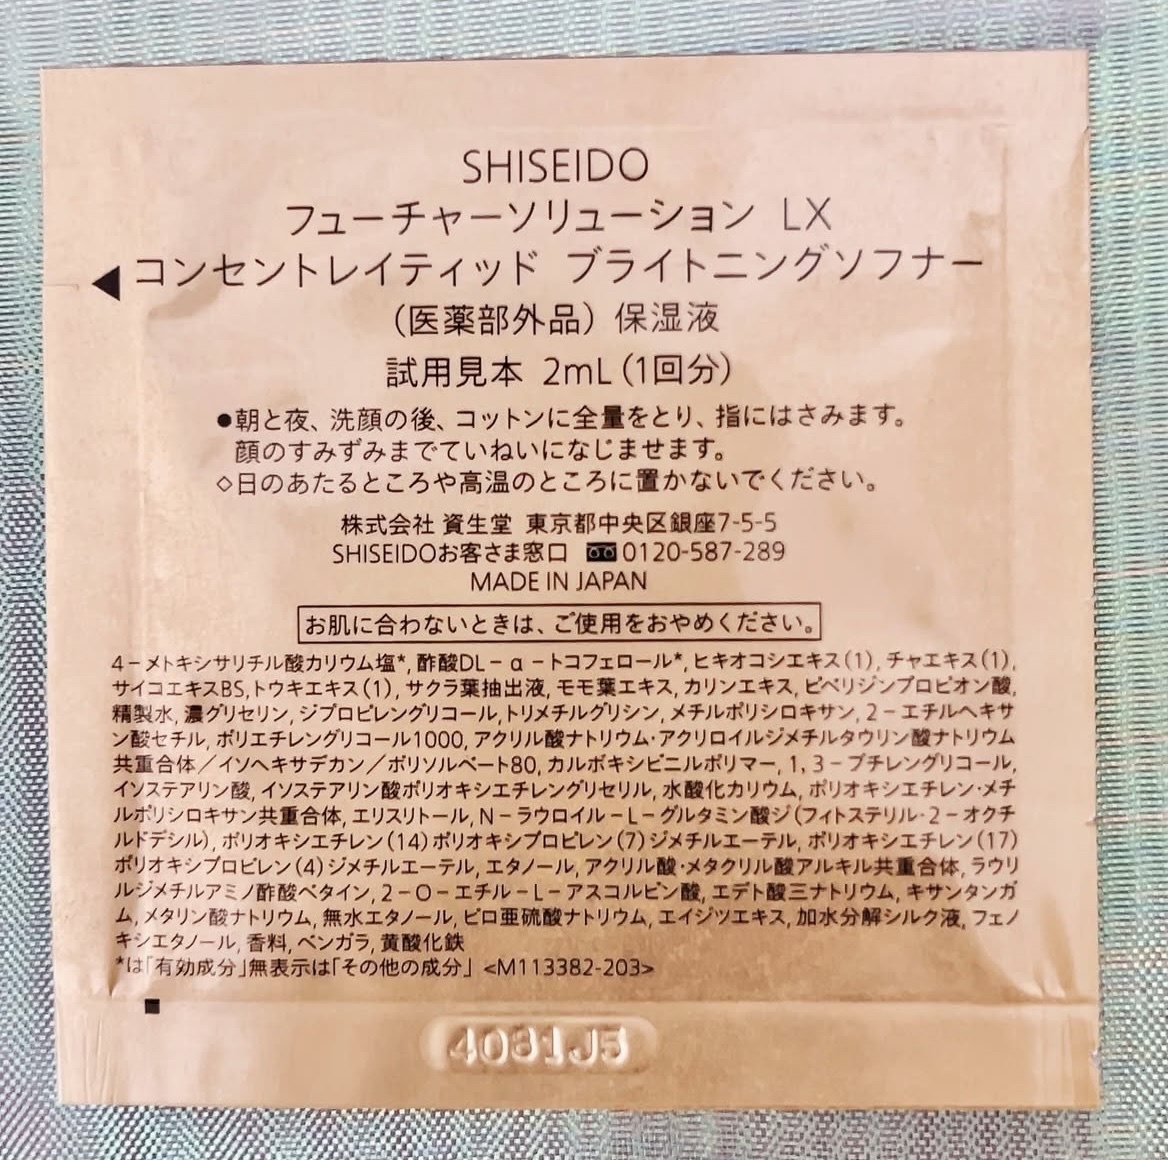 SHISEIDO
フューチャーソリューション LX
コンセントレイティッド ブライトニングソフナー
(医薬部外品) 保湿液
試用見本 2mL(1回分)
●朝と夜、洗顔の後、コットンに全量をとり、指にはさみます。
顔のすみずみまでていねいになじませます。
◇日のあたるところや高温のところに置かないでください。
株式会社 資生堂 東京都中央区銀座7-5-5
SHISEIDOお客さま窓口 0120-587-289
MADE IN JAPAN
お肌に合わないときは、ご使用をおやめください。
4-メトキシサリチル酸カリウム塩*, 酢酸DL-α-トコフェロール*, ヒキオコシエキス(1), チャエキス(1),
サイコエキスBS, トウキエキス(1), サクラ葉抽出液, モモ葉エキス, カリンエキス, ピペリジンプロピオン酸,
精製水, 濃グリセリン, ジプロピレングリコール, トリメチルグリシン, メチルポリシロキサン, 2-エチルヘキサ
ン酸セチル, ポリエチレングリコール1000, アクリル酸ナトリウム・アクリロイルジメチルタウリン酸ナトリウム
共重合体/イソヘキサデカン/ポリソルベート80, カルボキシビニルポリマー, 1, 3-ブチレングリコール,
イソステアリン酸, イソステアリン酸ポリオキシエチレングリセリル, 水酸化カリウム, ポリオキシエチレン・メチ
ルポリシロキサン共重合体, エリスリトール, N-ラウロイル-L-グルタミン酸ジ(フィトステリル・2-オクチ
ルドデシル), ポリオキシエチレン(14)ポリオキシプロピレン(7)ジメチルエーテル, ポリオキシエチレン(17)
ポリオキシプロピレン(4)ジメチルエーテル, エタノール, アクリル酸・メタクリル酸アルキル共重合体, ラウリ
ルジメチルアミノ酢酸ベタイン, 2-O-エチル-L-アスコルビン酸, エデト酸三ナトリウム, キサンタンガ
ム, メタリン酸ナトリウム, 無水エタノール, ピロ亜硫酸ナトリウム, エイジツエキス, 加水分解シルク液, フェノ
キシエタノール, 香料, ベンガラ, 黄酸化鉄
*は「有効成分」無表示は「その他の成分」 <M113382-203>
4081J5